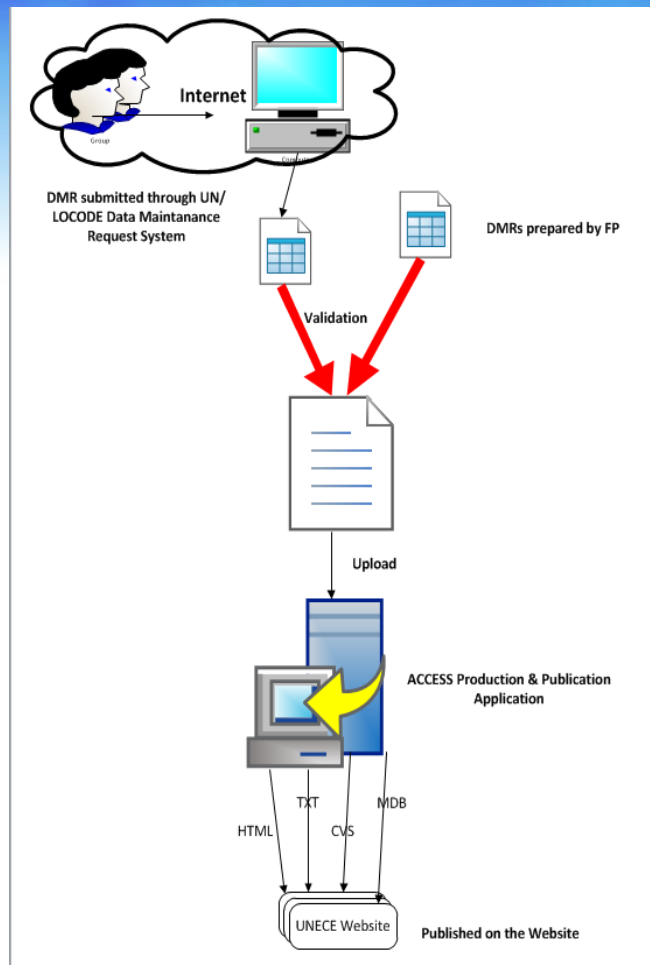 Internet
Group
Compute
DMR submitted through UN/
LOCODE Data Maintanance
Request System
DMRs prepared by FP
Validation
Upload
ACCESS Production & Publication
Application
TXT
MDB
HTML
CVS
UNECE Website
Published on the Website